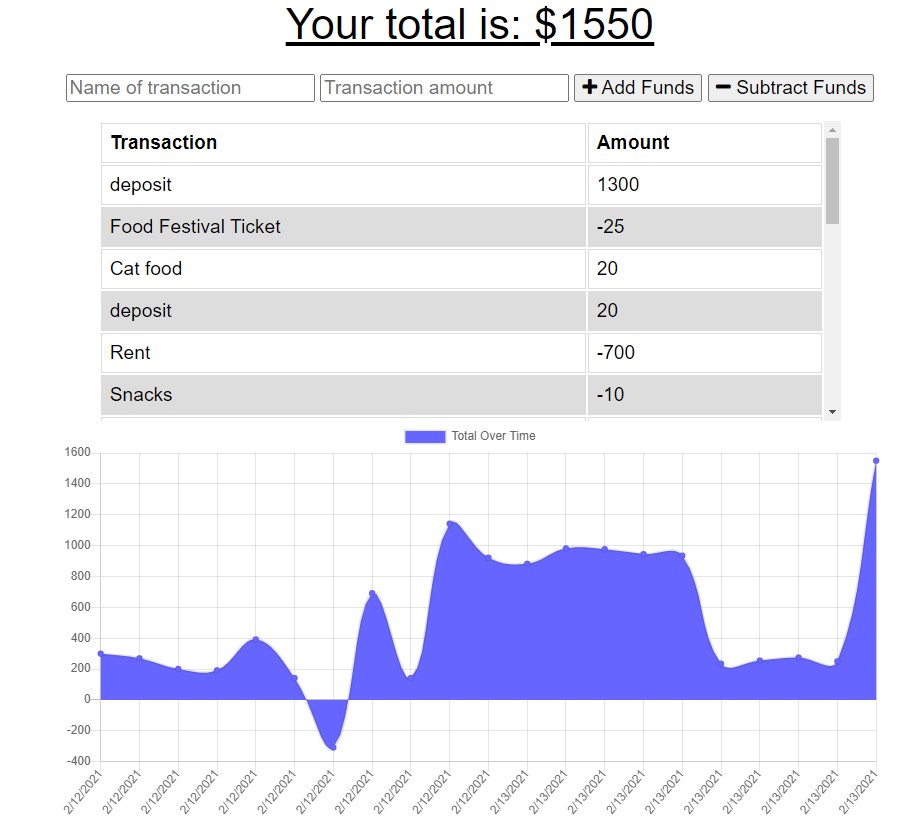 Your total is: $1550
Name of transaction Transaction amount + Add Funds − Subtract Funds
Transaction Amount
deposit 1300
Food Festival Ticket -25
Cat food 20
deposit 20
Rent -700
Snacks -10
Total Over Time
1600
1400
1200
1000
800
600
400
200
0
-200
-400
2/12/2021 2/12/2021 2/12/2021 2/12/2021 2/12/2021 2/12/2021 2/12/2021 2/12/2021 2/12/2021 2/12/2021 2/12/2021 2/13/2021 2/13/2021 2/13/2021 2/13/2021 2/13/2021 2/13/2021 2/13/2021 2/13/2021 2/13/2021 2/13/2021